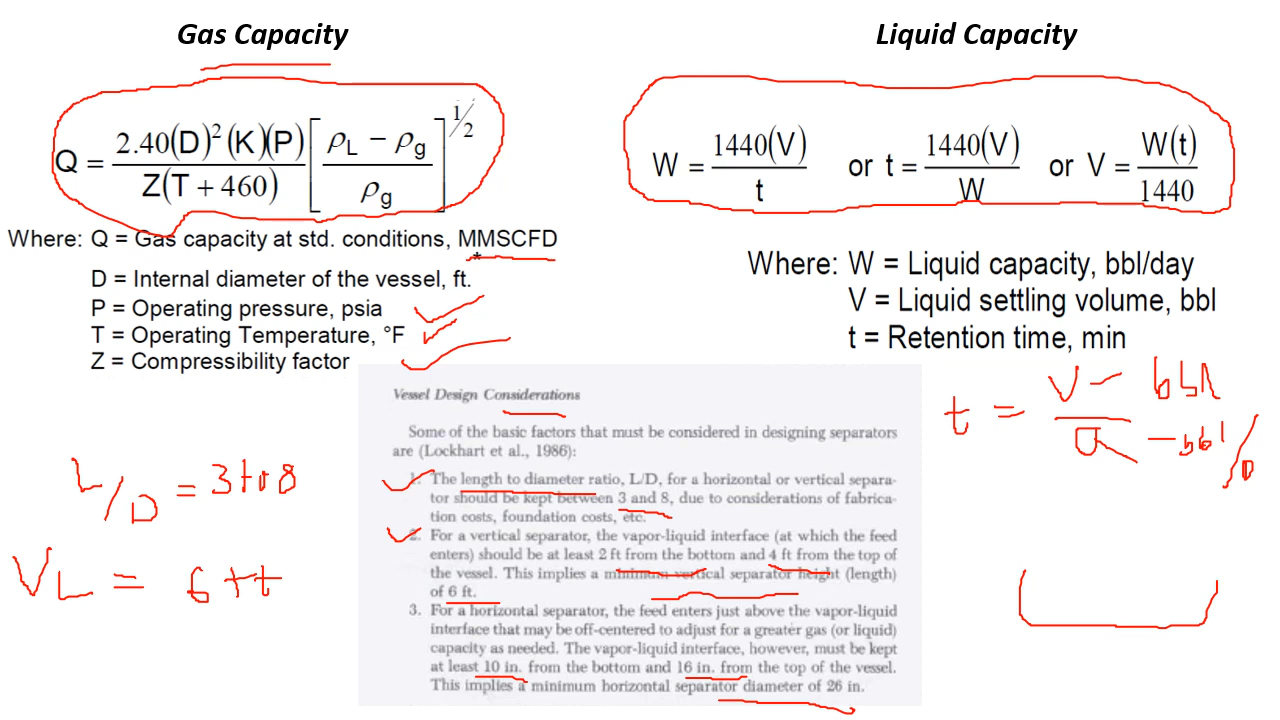 Gas Capacity
Q = 2.40(D)² (K)(P) / Z(T + 460) [ρL − ρg / ρg]^1/2
Where: Q = Gas capacity at std. conditions, MMSCFD
*
D = Internal diameter of the vessel, ft.
P = Operating pressure, psia
T = Operating Temperature, °F
Z = Compressibility factor
L/D = 3 to 8
VL = 6 ft
Liquid Capacity
W = 1440(V) / t or t = 1440(V) / W or V = W(t) / 1440
Where: W = Liquid capacity, bbl/day
V = Liquid settling volume, bbl
t = Retention time, min
Vessel Design Considerations
Some of the basic factors that must be considered in designing separators
are (Lockhart et al., 1986):
1. The length to diameter ratio, L/D, for a horizontal or vertical separa-
tor should be kept between 3 and 8, due to considerations of fabrica-
tion costs, foundation costs, etc.
2. For a vertical separator, the vapor-liquid interface (at which the feed
enters) should be at least 2 ft from the bottom and 4 ft from the top of
the vessel. This implies a minimum vertical separator height (length)
of 6 ft.
3. For a horizontal separator, the feed enters just above the vapor-liquid
interface that may be off-centered to adjust for a greater gas (or liquid)
capacity as needed. The vapor-liquid interface, however, must be kept
at least 10 in. from the bottom and 16 in. from the top of the vessel.
This implies a minimum horizontal separator diameter of 26 in.
t = V – bbl
– bbl/D